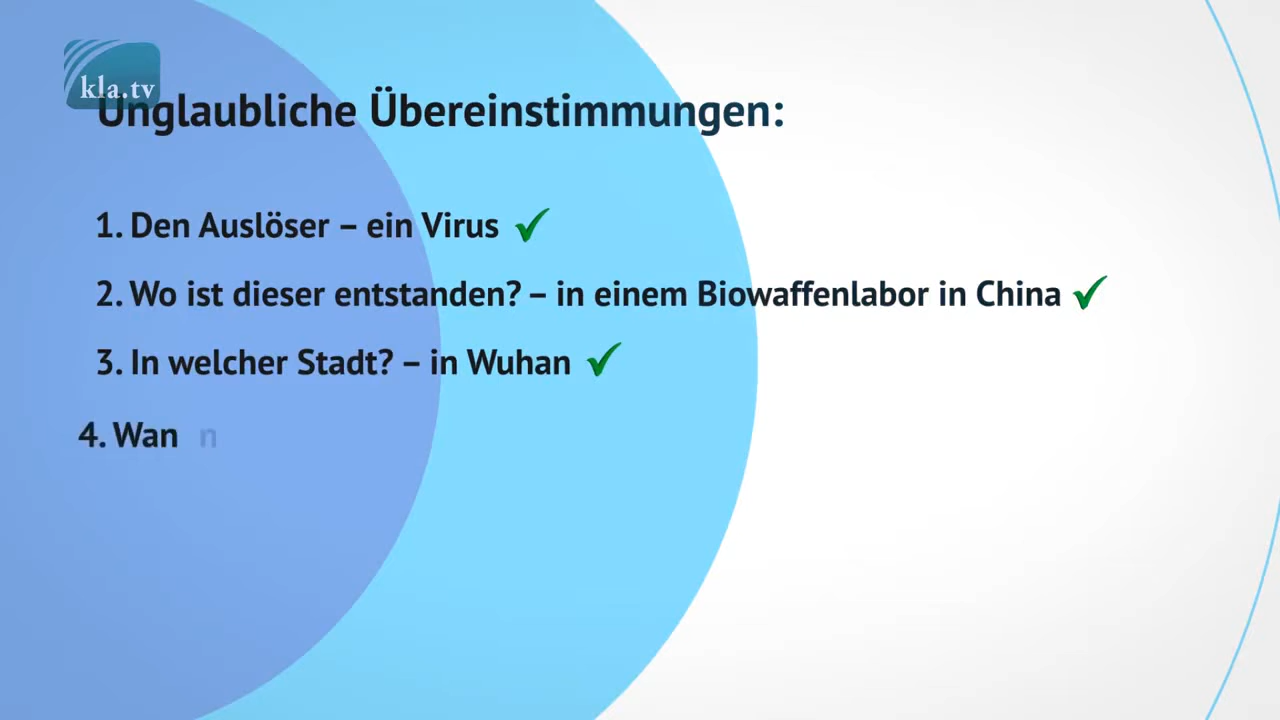 kla.tv
Unglaubliche Übereinstimmungen:
1. Den Auslöser – ein Virus
2. Wo ist dieser entstanden? – in einem Biowaffenlabor in China
3. In welcher Stadt? – in Wuhan
4. Wan n